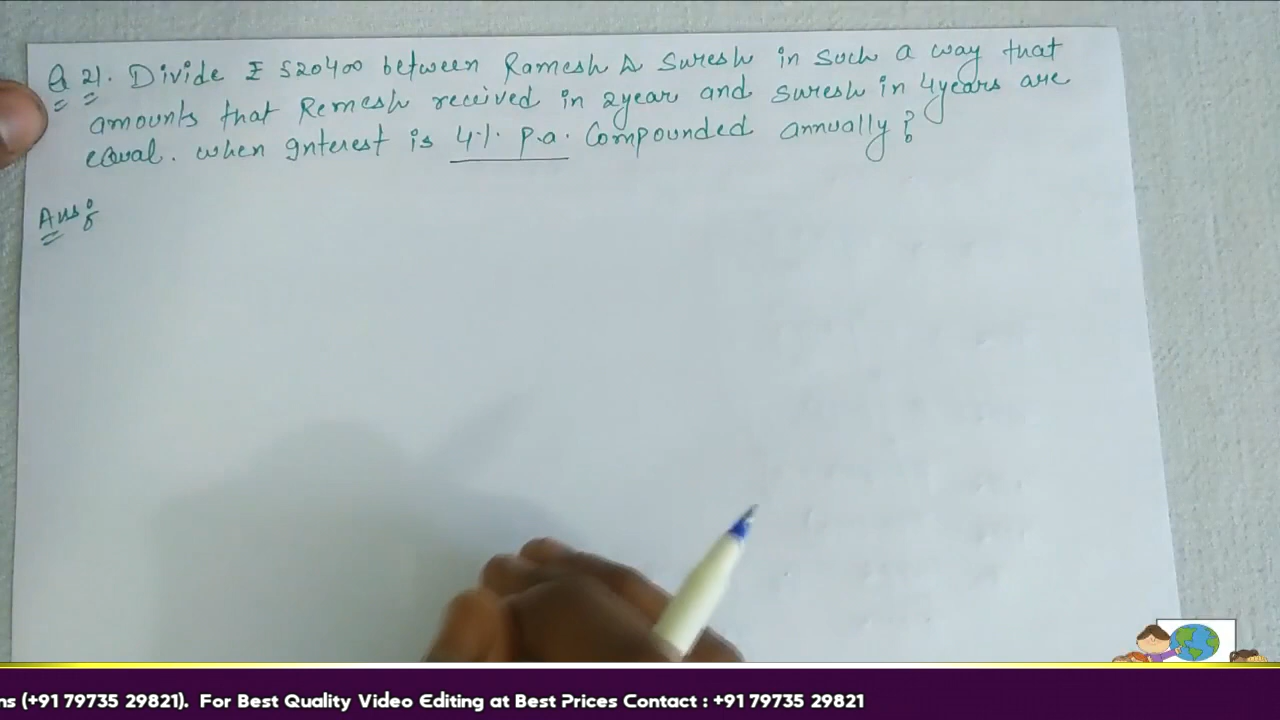 Q 21. Divide ₹ 520400 between Ramesh & Suresh in such a way that
amounts that Remesh received in 2year and Suresh in 4years are
equal. when Interest is 4% p.a. Compounded annually?
Ans:
ns (+91 79735 29821). For Best Quality Video Editing at Best Prices Contact : +91 79735 29821